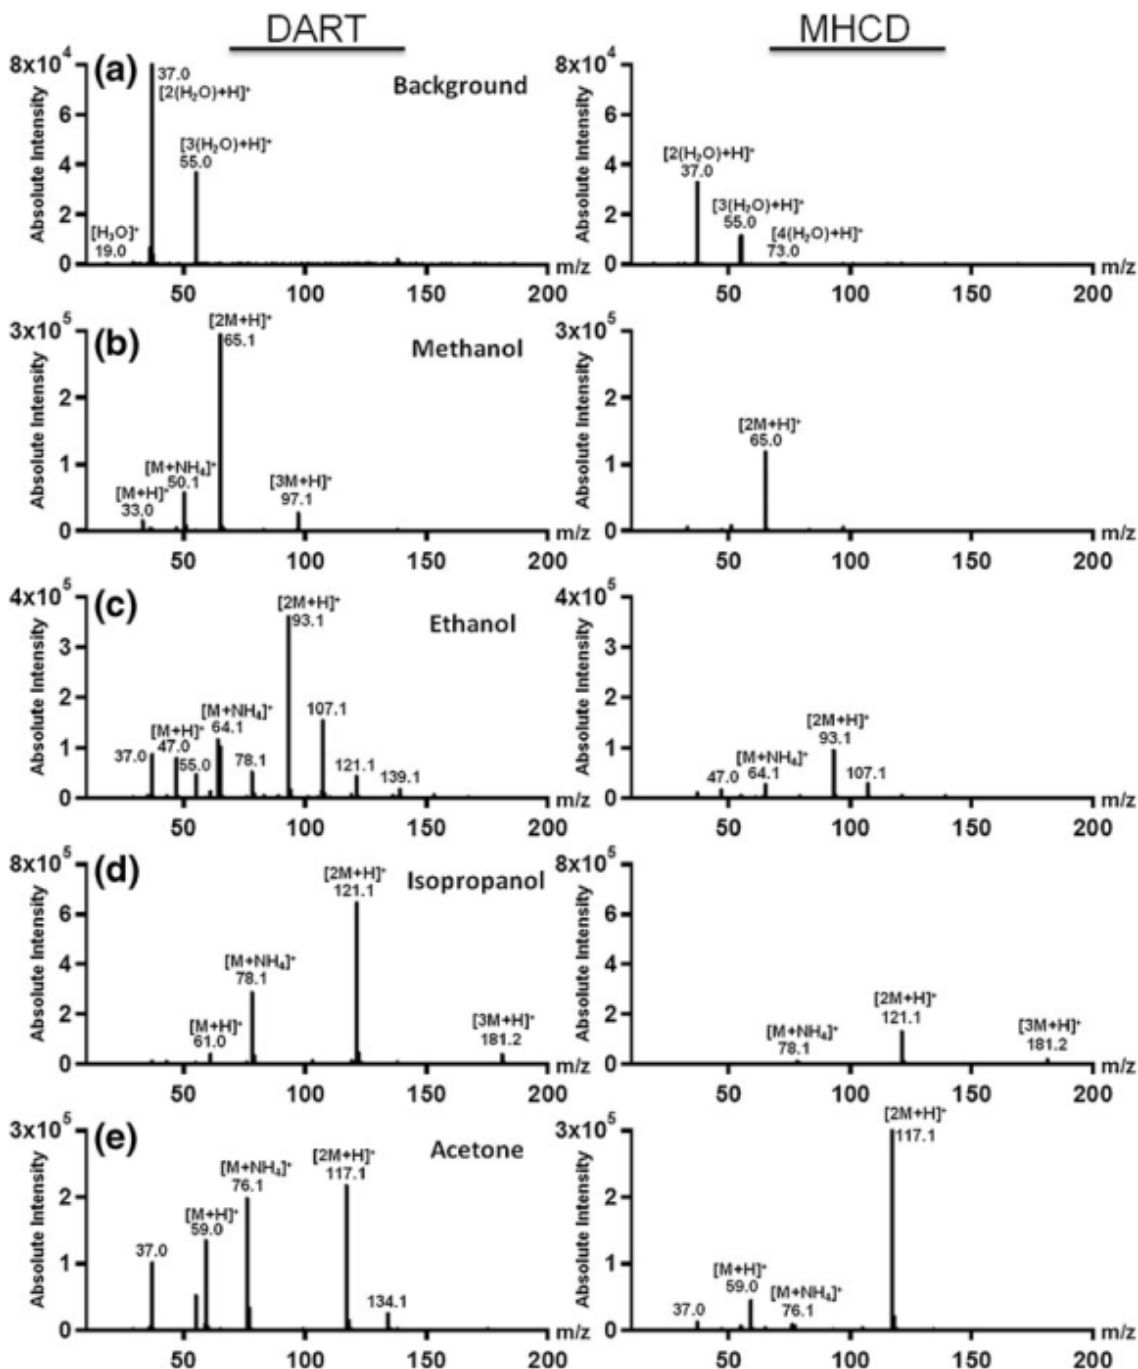 DART
MHCD
(a)
Background
8x10⁴
6
4
2
0
Absolute Intensity
37.0
[2(H₂O)+H]⁺
[3(H₂O)+H]⁺
55.0
[H₃O]⁺
19.0
50 100 150 200
m/z
8x10⁴
6
4
2
0
Absolute Intensity
[2(H₂O)+H]⁺
37.0
[3(H₂O)+H]⁺
55.0
[4(H₂O)+H]⁺
73.0
50 100 150 200
m/z
(b)
Methanol
3x10⁵
2
1
0
Absolute Intensity
[2M+H]⁺
65.1
[M+NH₄]⁺
50.1
[M+H]⁺
33.0
[3M+H]⁺
97.1
50 100 150 200
m/z
3x10⁵
2
1
0
Absolute Intensity
[2M+H]⁺
65.0
50 100 150 200
m/z
(c)
Ethanol
4x10⁵
3
2
1
0
Absolute Intensity
[2M+H]⁺
93.1
[M+NH₄]⁺
64.1
[M+H]⁺
47.0
37.0
55.0
78.1
107.1
121.1
139.1
50 100 150 200
m/z
4x10⁵
3
2
1
0
Absolute Intensity
[2M+H]⁺
93.1
[M+NH₄]⁺
64.1
47.0
107.1
50 100 150 200
m/z
(d)
Isopropanol
8x10⁵
6
4
2
0
Absolute Intensity
[2M+H]⁺
121.1
[M+NH₄]⁺
78.1
[M+H]⁺
61.0
[3M+H]⁺
181.2
50 100 150 200
m/z
8x10⁵
6
4
2
0
Absolute Intensity
[2M+H]⁺
121.1
[M+NH₄]⁺
78.1
[3M+H]⁺
181.2
50 100 150 200
m/z
(e)
Acetone
3x10⁵
2
1
0
Absolute Intensity
[2M+H]⁺
117.1
[M+NH₄]⁺
76.1
[M+H]⁺
59.0
37.0
134.1
50 100 150 200
m/z
3x10⁵
2
1
0
Absolute Intensity
[2M+H]⁺
117.1
[M+H]⁺
59.0
[M+NH₄]⁺
76.1
37.0
50 100 150 200
m/z